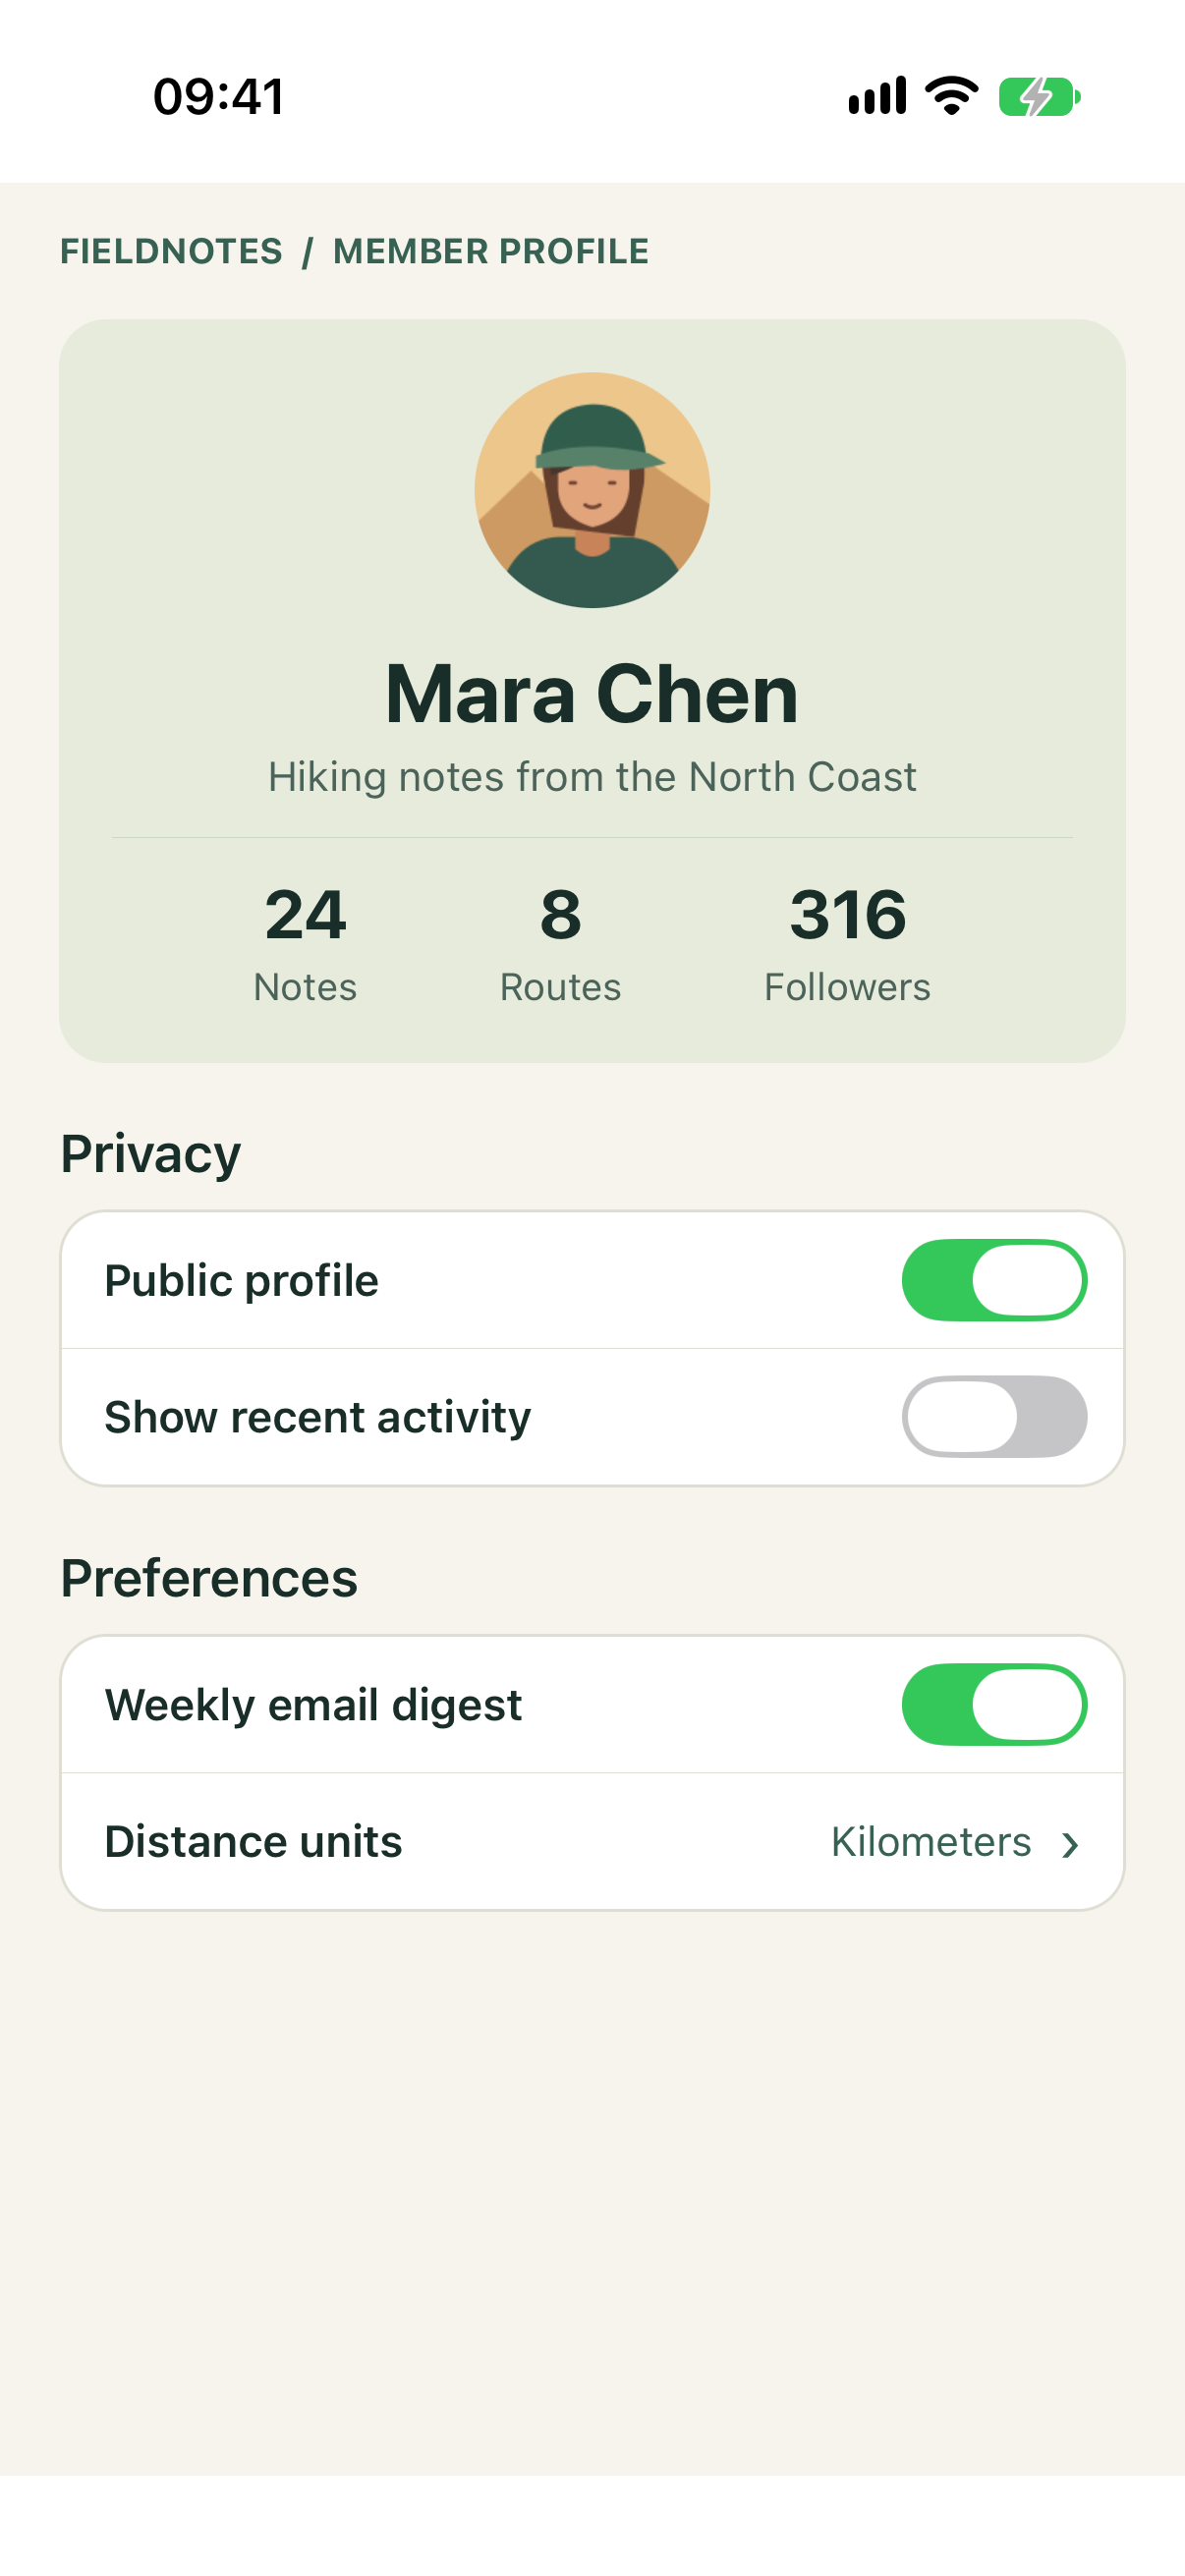 09:41
FIELDNOTES / MEMBER PROFILE
Mara Chen
Hiking notes from the North Coast
24 8 316
Notes Routes Followers
Privacy
Public profile
Show recent activity
Preferences
Weekly email digest
Distance units Kilometers ›